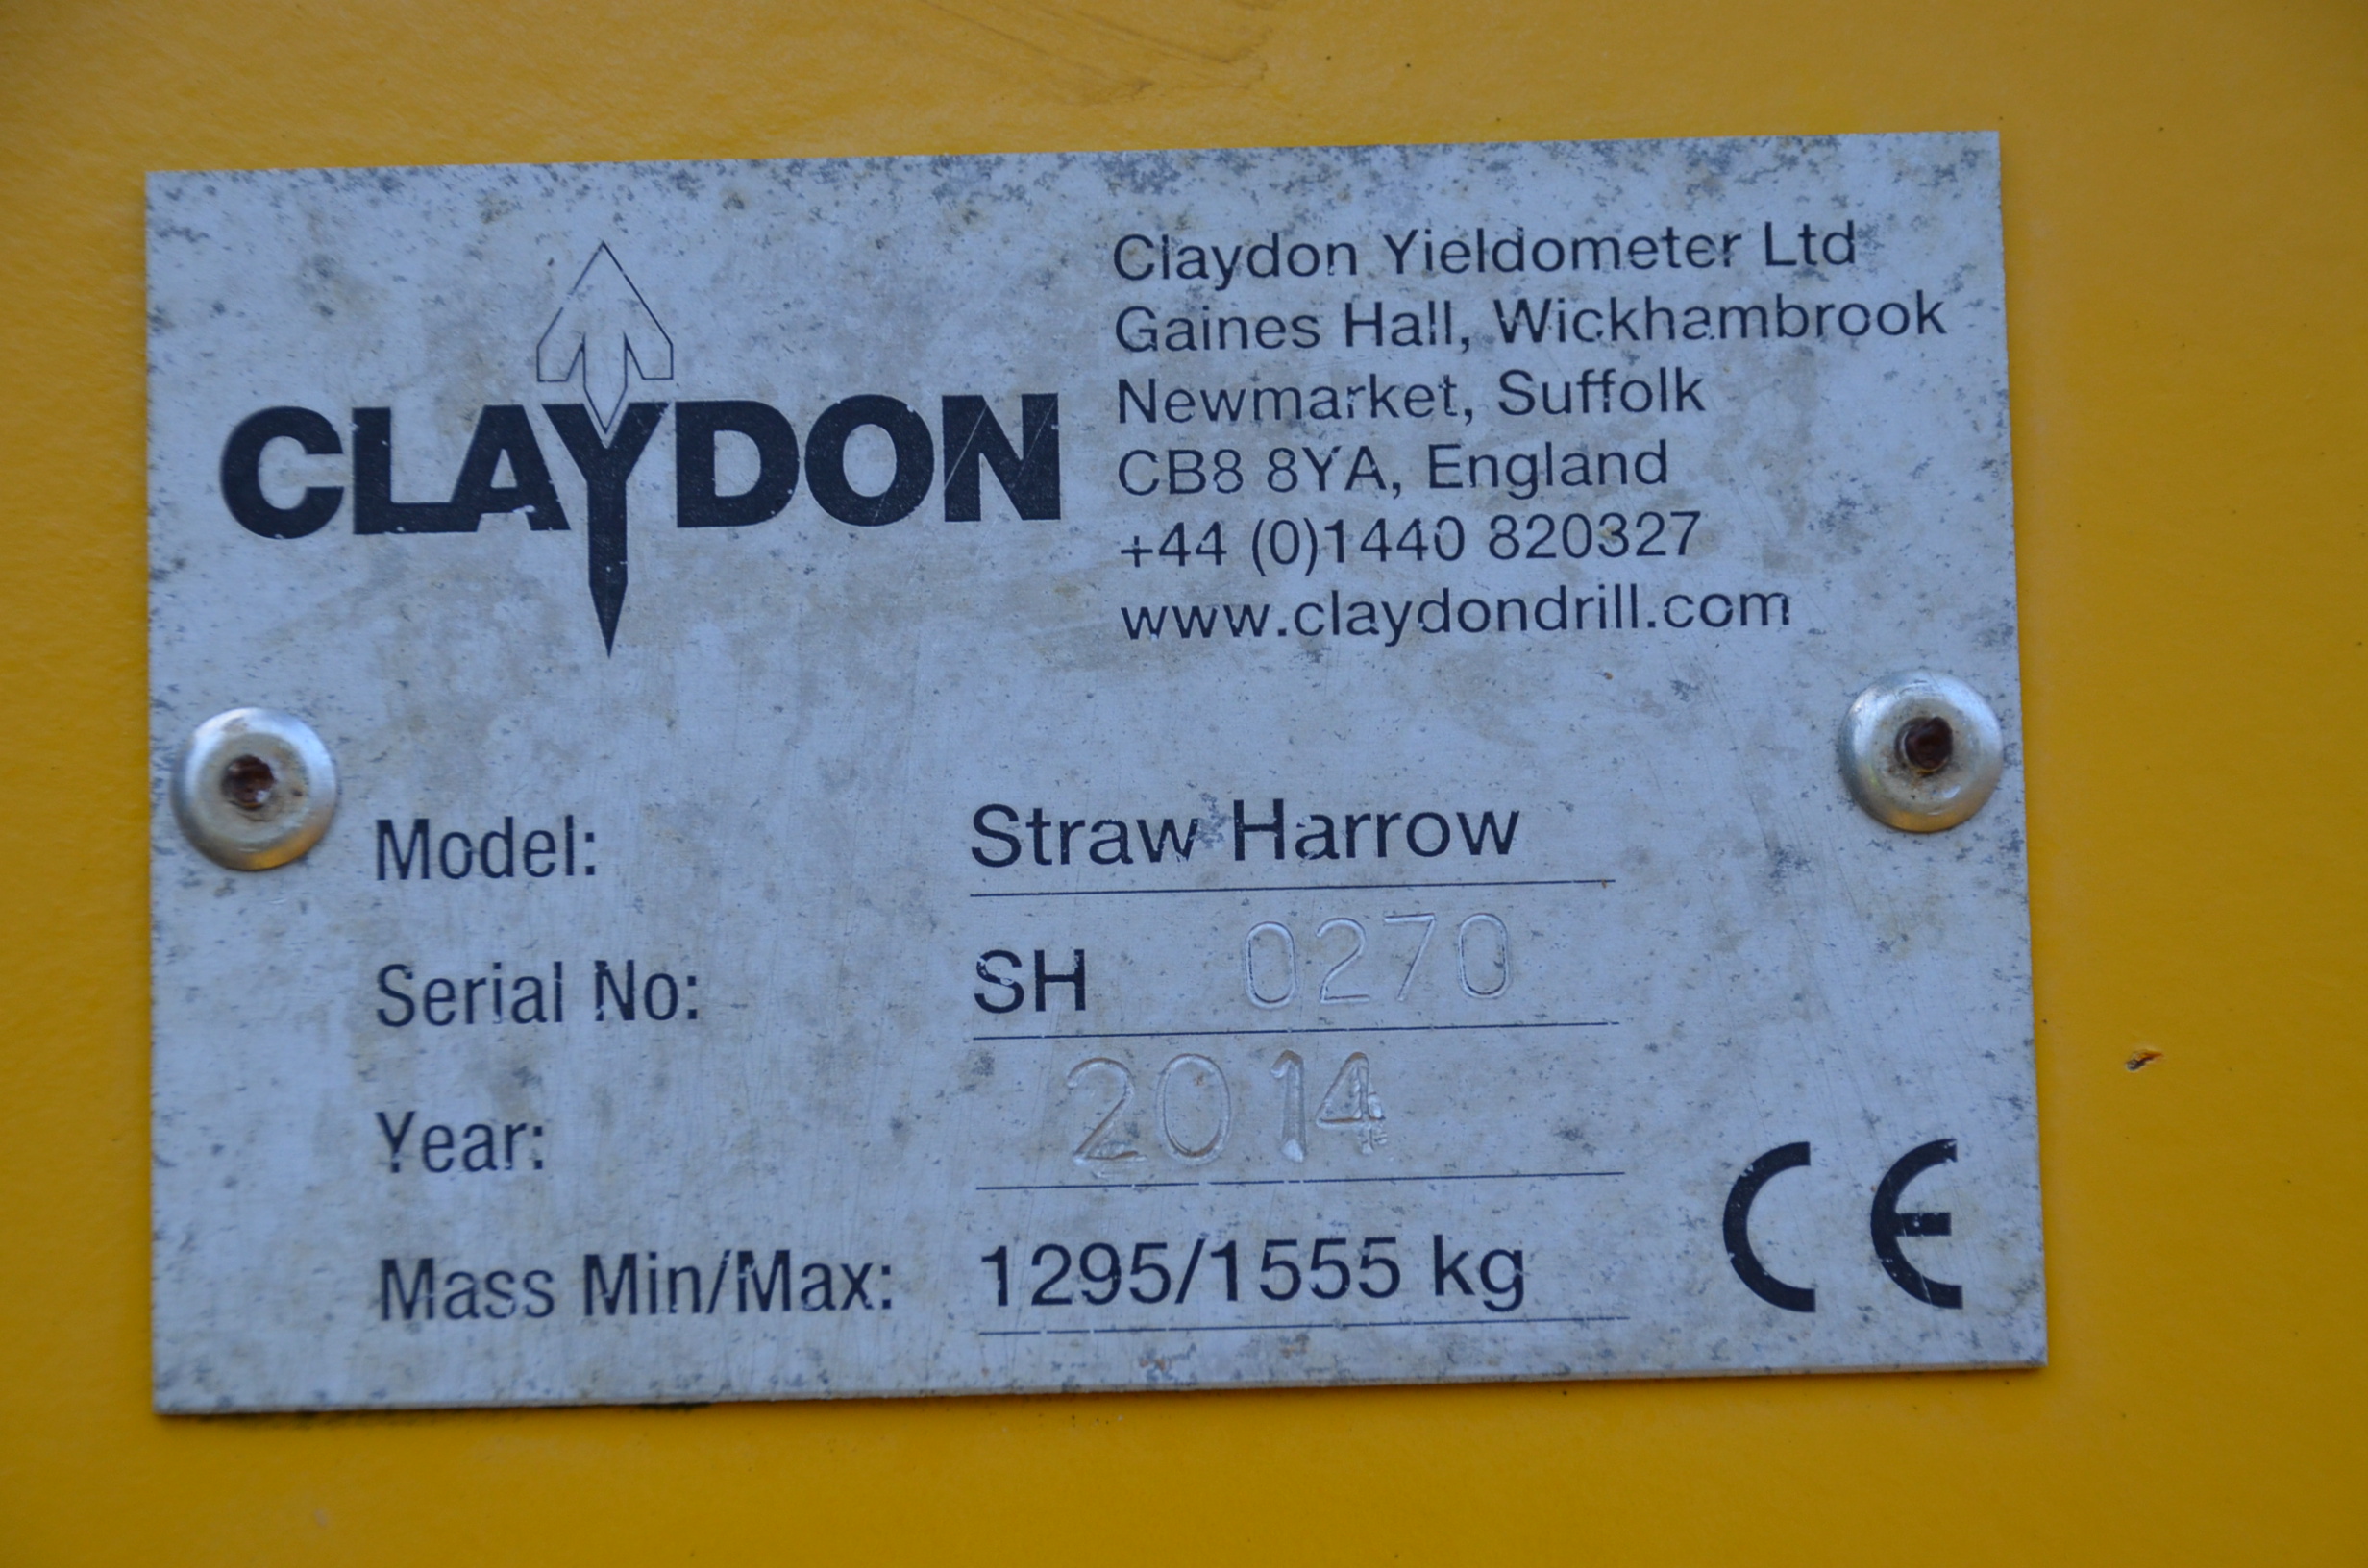 CLAYDON
Claydon Yieldometer Ltd
Gaines Hall, Wickhambrook
Newmarket, Suffolk
CB8 8YA, England
+44 (0)1440 820327
www.claydondrill.com
Model: Straw Harrow
Serial No: SH 0270
Year: 2014
Mass Min/Max: 1295/1555 kg
CE